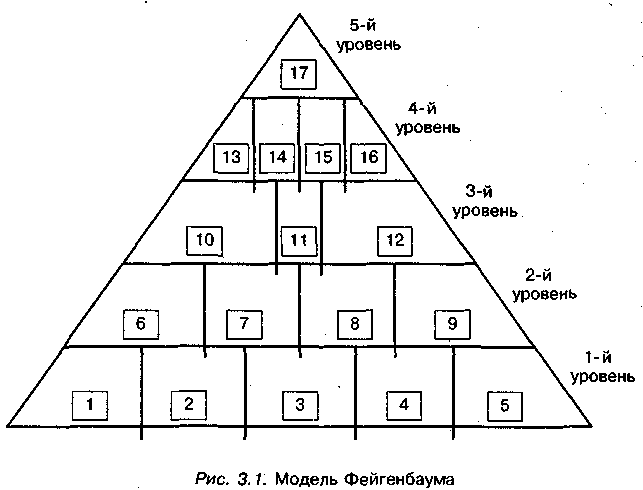 5-й
уровень
17
4-й
уровень
13 14 15 16
3-й
уровень
10 11 12
2-й
уровень
6 7 8 9
1-й
уровень
1 2 3 4 5
Рис. 3.1. Модель Фейгенбаума